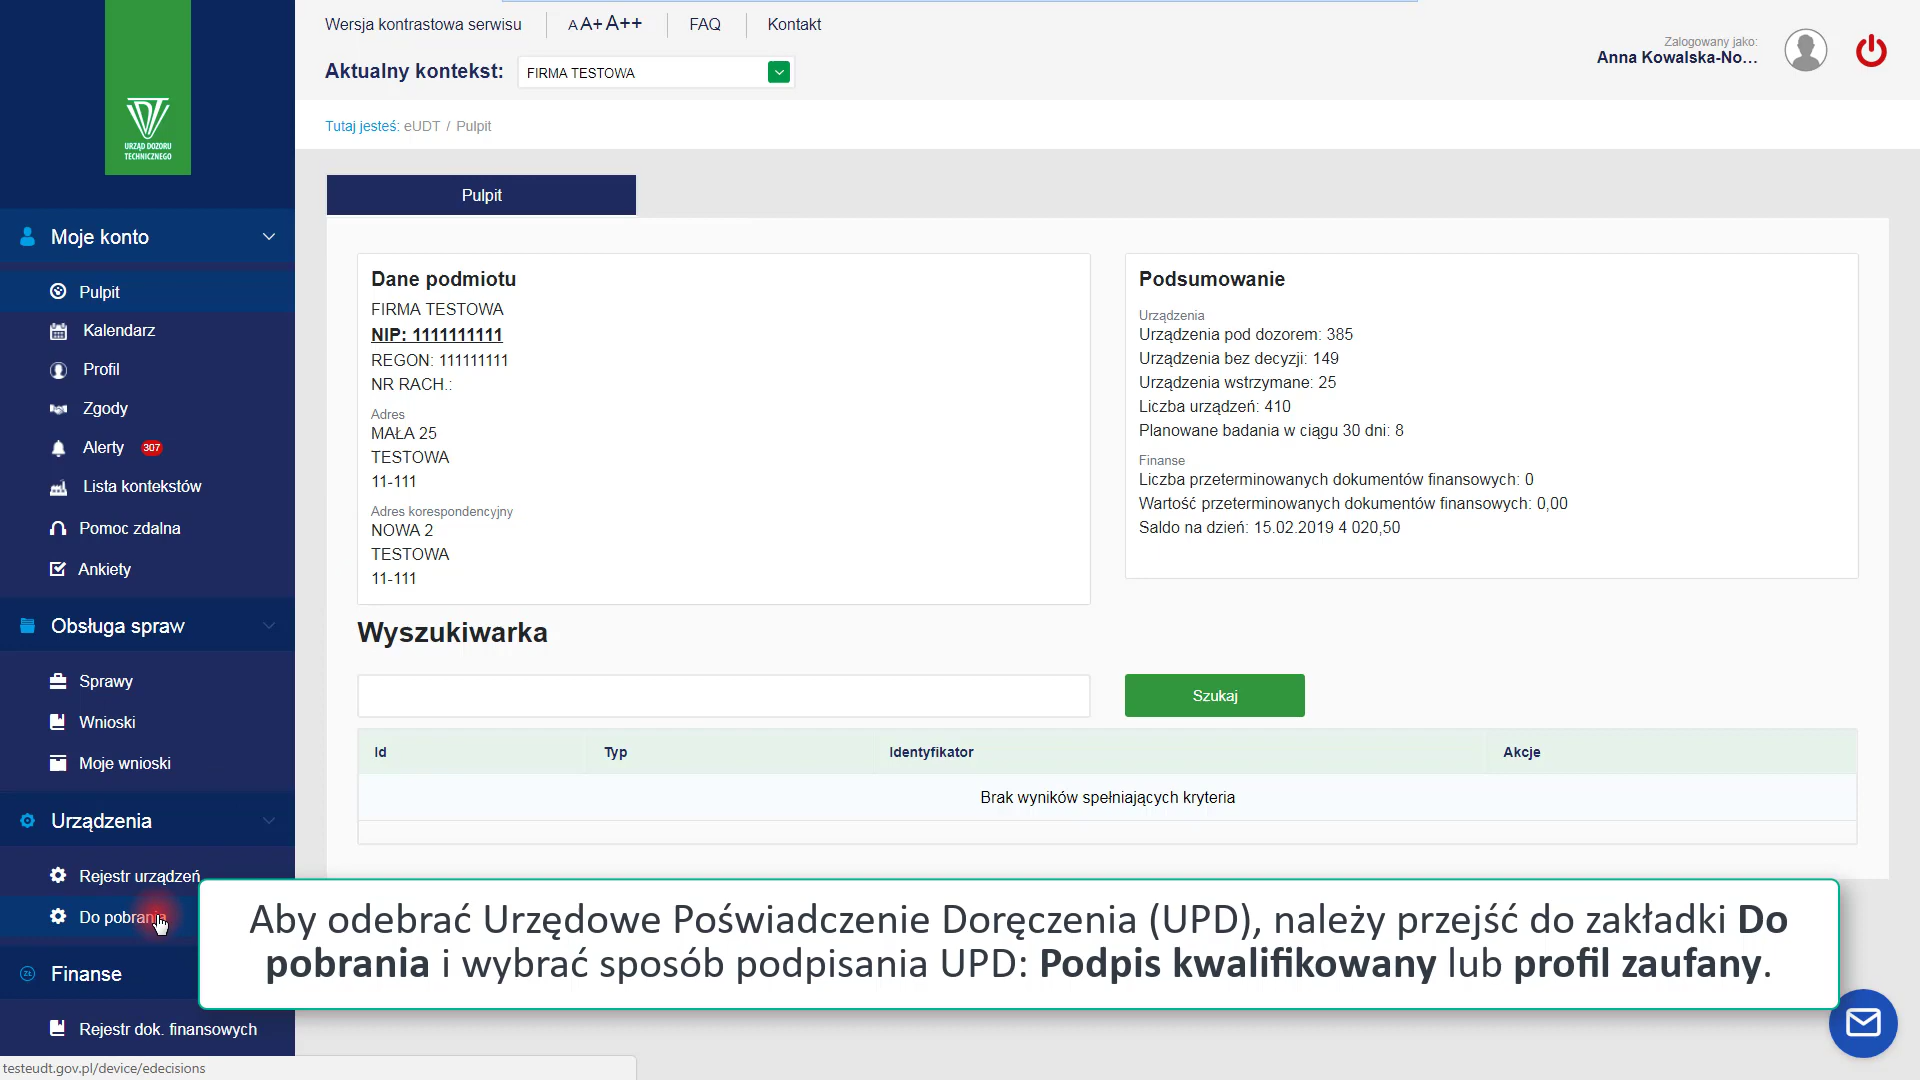 Wersja kontrastowa serwisu
A A+ A++
FAQ
Kontakt
Aktualny kontekst:
FIRMA TESTOWA
Zalogowany jako:
Anna Kowalska-No...
URZĄD DOZORU
TECHNICZNEGO
Tutaj jesteś: eUDT / Pulpit
Moje konto
Pulpit
Kalendarz
Profil
Zgody
Alerty 307
Lista kontekstów
Pomoc zdalna
Ankiety
Obsługa spraw
Sprawy
Wnioski
Moje wnioski
Urządzenia
Rejestr urządzeń
Do pobrania
Finanse
Rejestr dok. finansowych
testeudt.gov.pl/device/edecisions
Pulpit
Dane podmiotu
FIRMA TESTOWA
NIP: 1111111111
REGON: 111111111
NR RACH.:
Adres
MAŁA 25
TESTOWA
11-111
Adres korespondencyjny
NOWA 2
TESTOWA
11-111
Podsumowanie
Urządzenia
Urządzenia pod dozorem: 385
Urządzenia bez decyzji: 149
Urządzenia wstrzymane: 25
Liczba urządzeń: 410
Planowane badania w ciągu 30 dni: 8
Finanse
Liczba przeterminowanych dokumentów finansowych: 0
Wartość przeterminowanych dokumentów finansowych: 0,00
Saldo na dzień: 15.02.2019 4 020,50
Wyszukiwarka
Szukaj
Id Typ Identyfikator Akcje
Brak wyników spełniających kryteria
Aby odebrać Urzędowe Poświadczenie Doręczenia (UPD), należy przejść do zakładki Do
pobrania i wybrać sposób podpisania UPD: Podpis kwalifikowany lub profil zaufany.